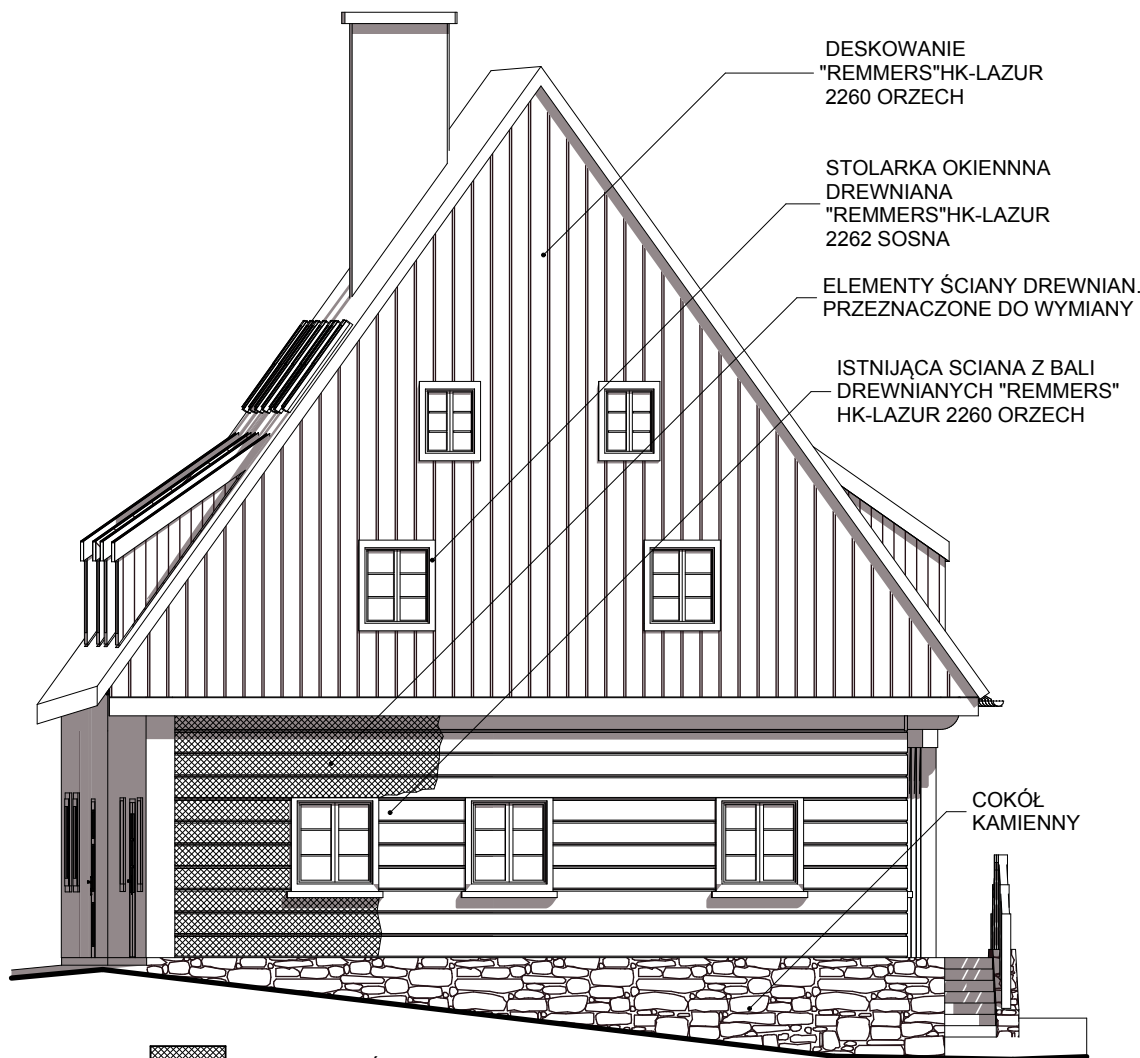 DESKOWANIE
"REMMERS"HK-LAZUR
2260 ORZECH
STOLARKA OKIENNNA
DREWNIANA
"REMMERS"HK-LAZUR
2262 SOSNA
ELEMENTY ŚCIANY DREWNIAN.
PRZEZNACZONE DO WYMIANY
ISTNIJĄCA SCIANA Z BALI
DREWNIANYCH "REMMERS"
HK-LAZUR 2260 ORZECH
COKÓŁ
KAMIENNY